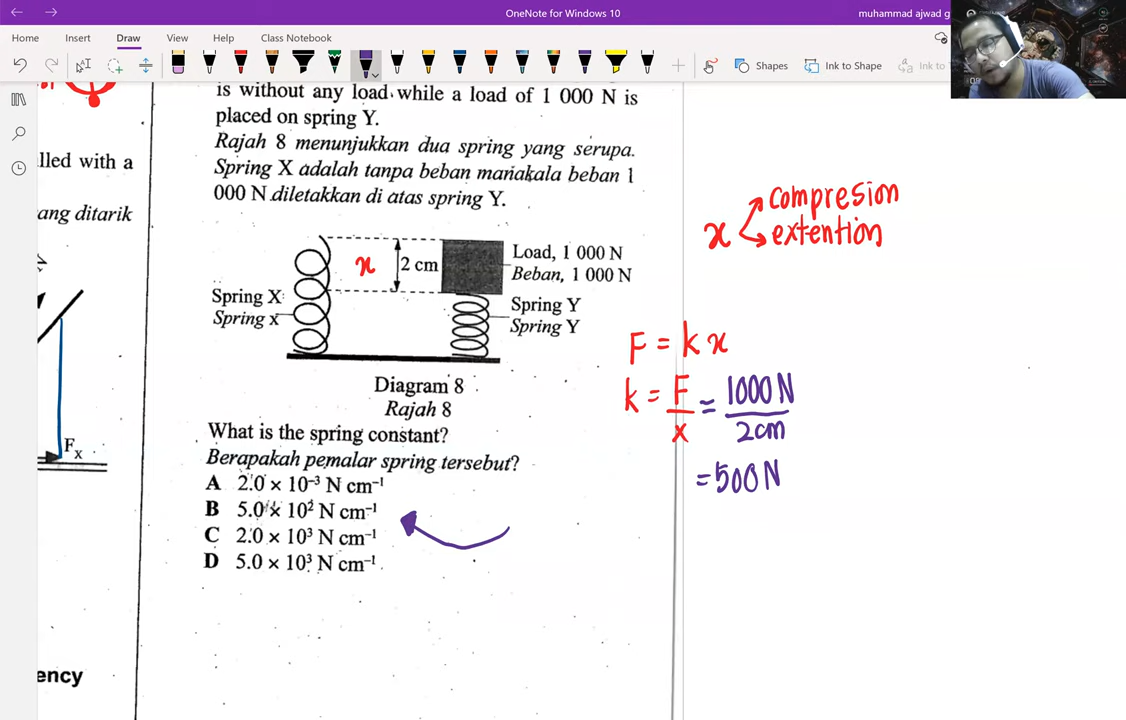 OneNote for Windows 10
muhammad ajwad g
Home Insert Draw View Help Class Notebook
Shapes Ink to Shape Ink to
lled with a
ang ditarik
Fx
ency
is without any load while a load of 1 000 N is
placed on spring Y.
Rajah 8 menunjukkan dua spring yang serupa.
Spring X adalah tanpa beban manakala beban 1
000 N diletakkan di atas spring Y.
x
2 cm
Load, 1 000 N
Beban, 1 000 N
Spring X
Spring x
Spring Y
Spring Y
Diagram 8
Rajah 8
What is the spring constant?
Berapakah pemalar spring tersebut?
A 2.0 × 10⁻³ N cm⁻¹
B 5.0 × 10² N cm⁻¹
C 2.0 × 10³ N cm⁻¹
D 5.0 × 10³ N cm⁻¹
x compresion
extention
F = kx
k = F/x = 1000N/2cm
= 500N